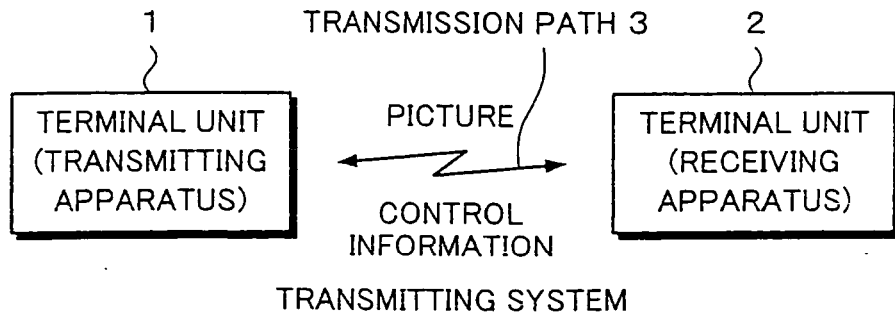 1
TRANSMISSION PATH 3
2
TERMINAL UNIT
(TRANSMITTING
APPARATUS)
PICTURE
CONTROL
INFORMATION
TERMINAL UNIT
(RECEIVING
APPARATUS)
TRANSMITTING SYSTEM